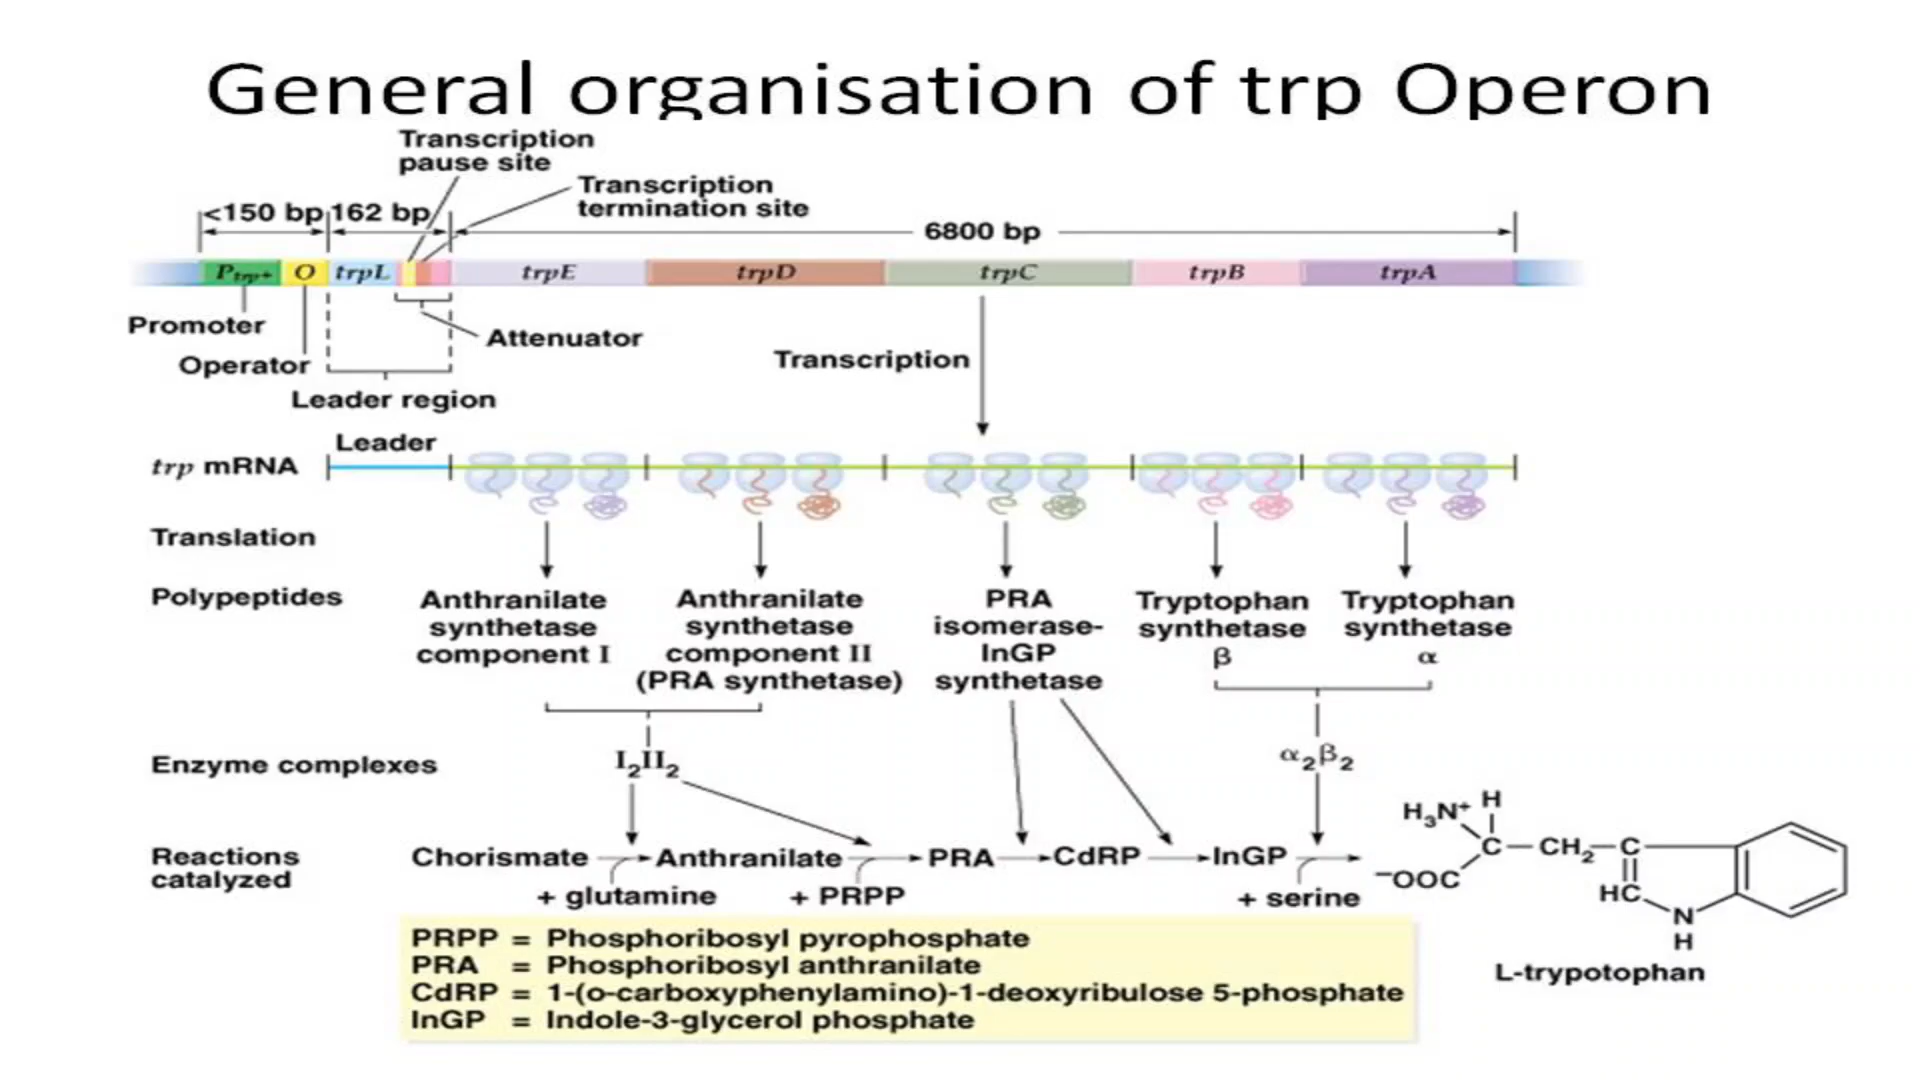 General organisation of trp Operon
Transcription
pause site
Transcription
termination site
<150 bp
162 bp
6800 bp
Ptrp+
O
trpL
trpE
trpD
trpC
trpB
trpA
Promoter
Operator
Attenuator
Leader region
Transcription
Leader
trp mRNA
Translation
Polypeptides
Anthranilate
synthetase
component I
Anthranilate
synthetase
component II
(PRA synthetase)
PRA
isomerase-
InGP
synthetase
Tryptophan
synthetase
β
Tryptophan
synthetase
α
Enzyme complexes
I₂II₂
α₂β₂
Reactions
catalyzed
Chorismate
Anthranilate
PRA
CdRP
InGP
+ glutamine
+ PRPP
+ serine
H₃N⁺
H
C
CH₂
C
⁻OOC
HC
N
H
L-trypotophan
PRPP = Phosphoribosyl pyrophosphate
PRA = Phosphoribosyl anthranilate
CdRP = 1-(o-carboxyphenylamino)-1-deoxyribulose 5-phosphate
InGP = Indole-3-glycerol phosphate